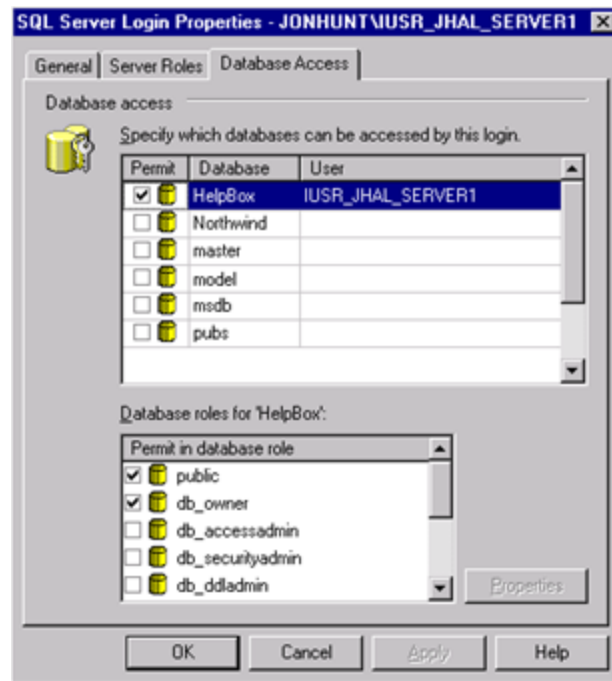 SQL Server Login Properties - JONHUNT\IUSR_JHAL_SERVER1
General Server Roles Database Access
Database access
Specify which databases can be accessed by this login.
Permit Database User
HelpBox IUSR_JHAL_SERVER1
Northwind
master
model
msdb
pubs
Database roles for 'HelpBox':
Permit in database role
public
db_owner
db_accessadmin
db_securityadmin
db_ddladmin
Properties
OK Cancel Apply Help